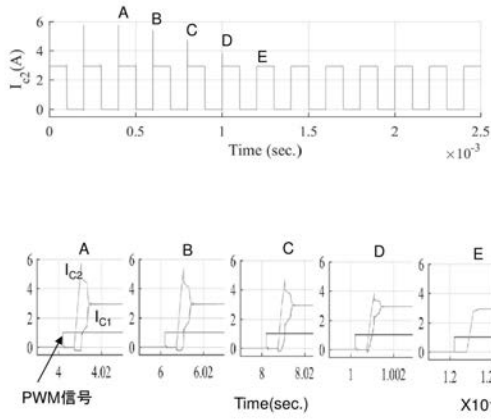 A
B
C
D
E
I_c2(A)
6
4
2
0
0 0.5 1 1.5 2 2.5
Time (sec.)
×10⁻³
A B C D E
6 6 6 6 6
4 4 4 4 4
2 2 2 2 2
0 0 0 0 0
I_C2
I_C1
4 4.02 6 6.02 8 8.02 1 1.002 1.2
PWM信号
Time(sec.)
X10